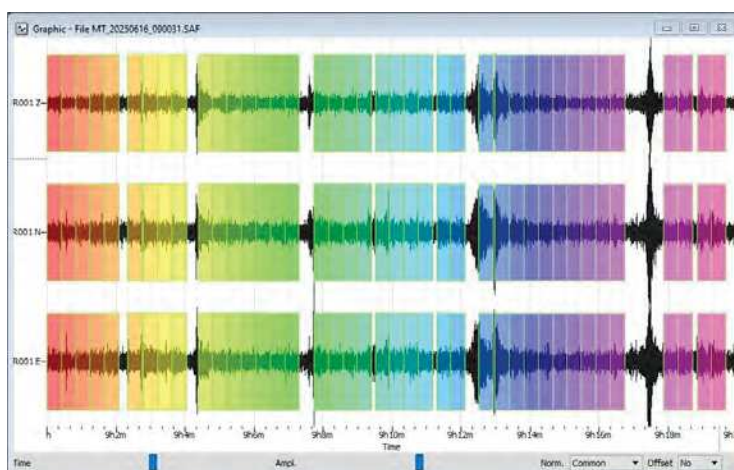 Graphic - File MT_20250616_090031.SAF
R001 Z
R001 N
R001 E
9h2m 9h4m 9h6m 9h8m 9h10m 9h12m 9h14m 9h16m 9h18m
Time
Time Ampl. Norm. Common Offset No